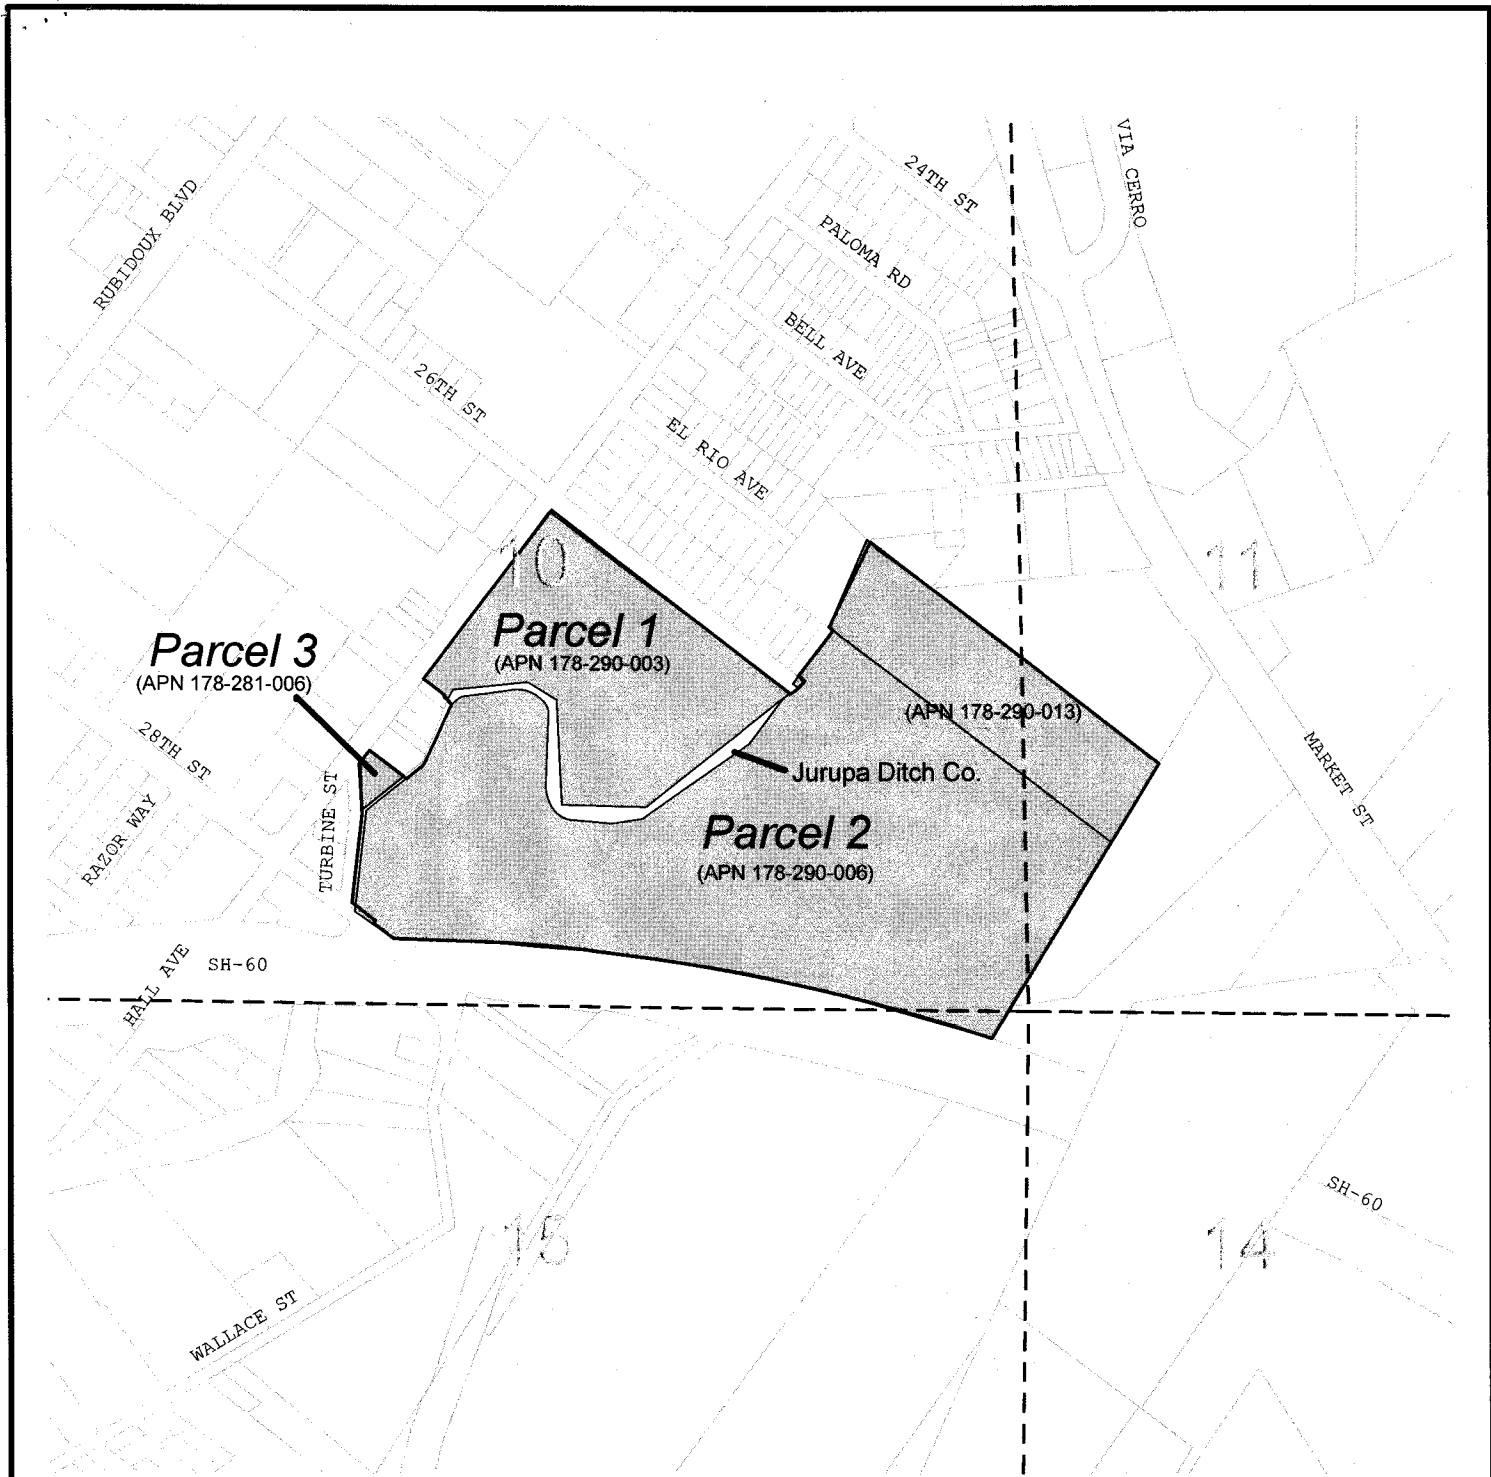 VIA CERRO
24TH ST
RUBIDOUX BLVD
PALOMA RD
BELL AVE
26TH ST
EL RIO AVE
10
11
Parcel 1
(APN 178-290-003)
Parcel 3
(APN 178-281-006)
(APN 178-290-013)
28TH ST
MARKET ST
Jurupa Ditch Co.
TURBINE ST
RAZOR WAY
Parcel 2
(APN 178-290-006)
HALL AVE
SH-60
SH-60
15
14
WALLACE ST